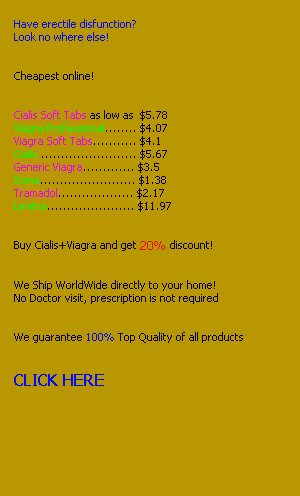 Have erectile disfunction?
Look no where else!
Cheapest online!
Cialis Soft Tabs as low as $5.78
Viagra ........ $4.07
Viagra Soft Tabs........... $4.1
......................... $5.67
Generic Viagra............. $3.5
......................... $1.38
Tramadol................... $2.17
...................... $11.97
Buy Cialis+Viagra and get 20% discount!
We Ship WorldWide directly to your home!
No Doctor visit, prescription is not required
We guarantee 100% Top Quality of all products
CLICK HERE